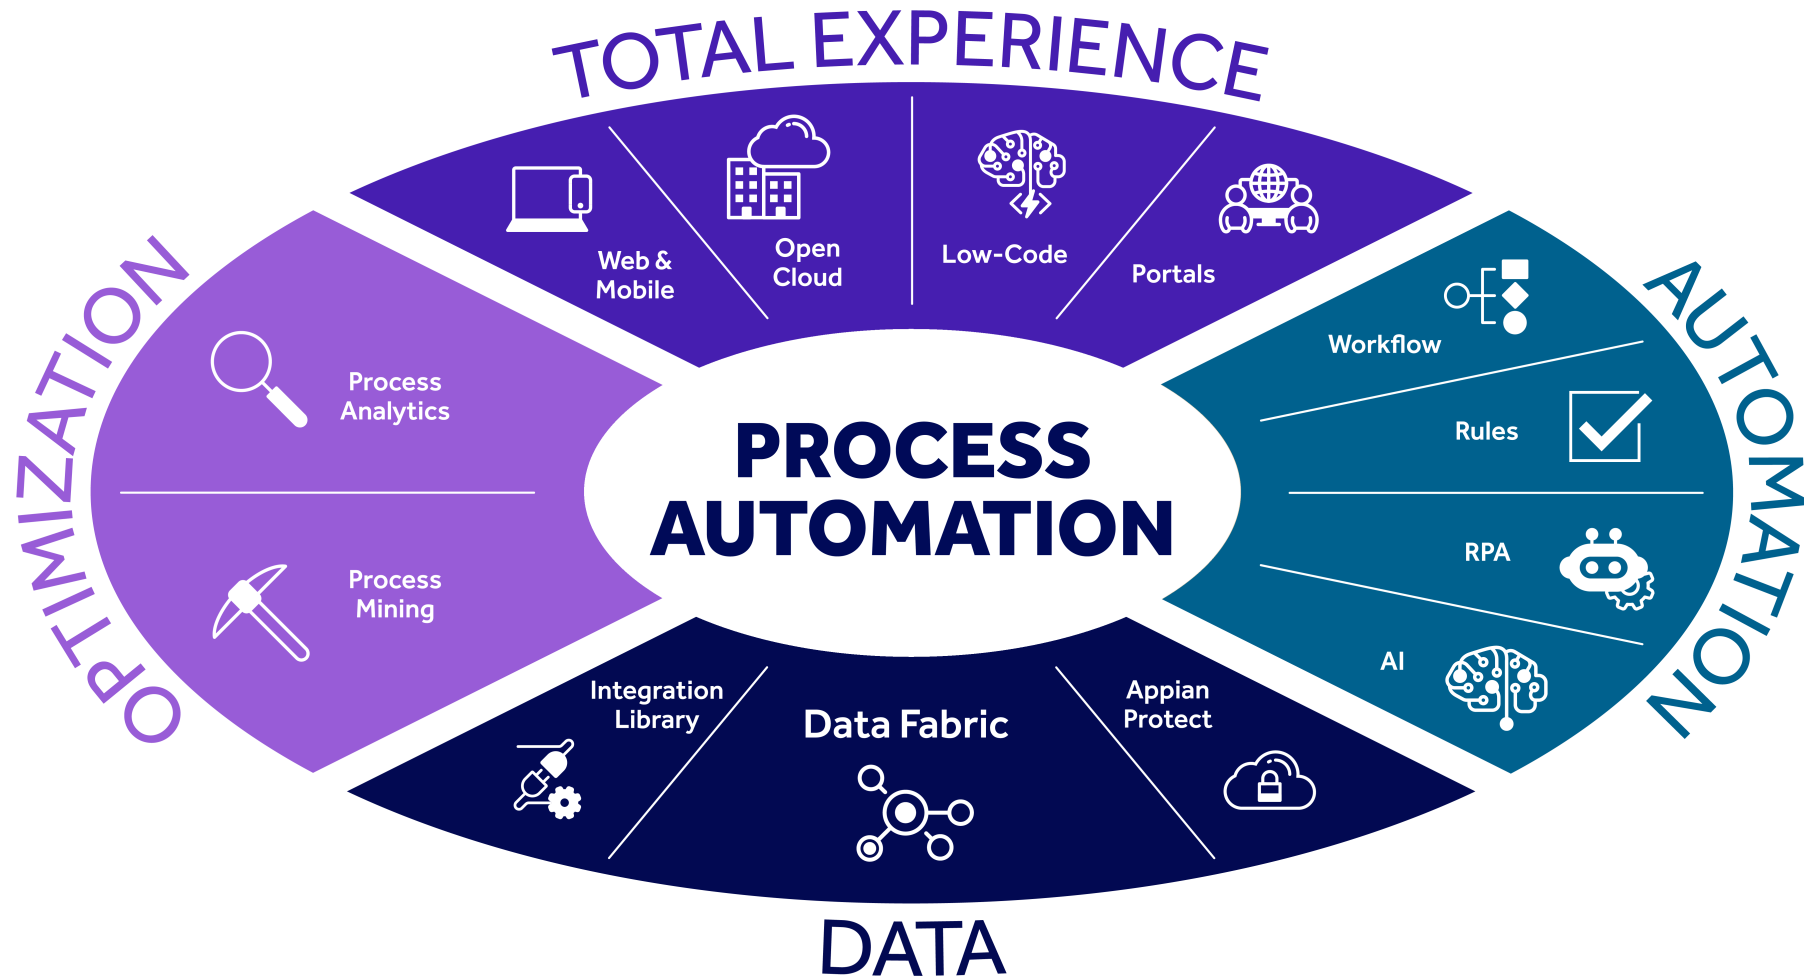 TOTAL EXPERIENCE
Web &
Mobile
Open
Cloud
Low-Code
Portals
OPTIMIZATION
Process
Analytics
Process
Mining
PROCESS
AUTOMATION
AUTOMATION
Workflow
Rules
RPA
AI
Integration
Library
Data Fabric
Appian
Protect
DATA